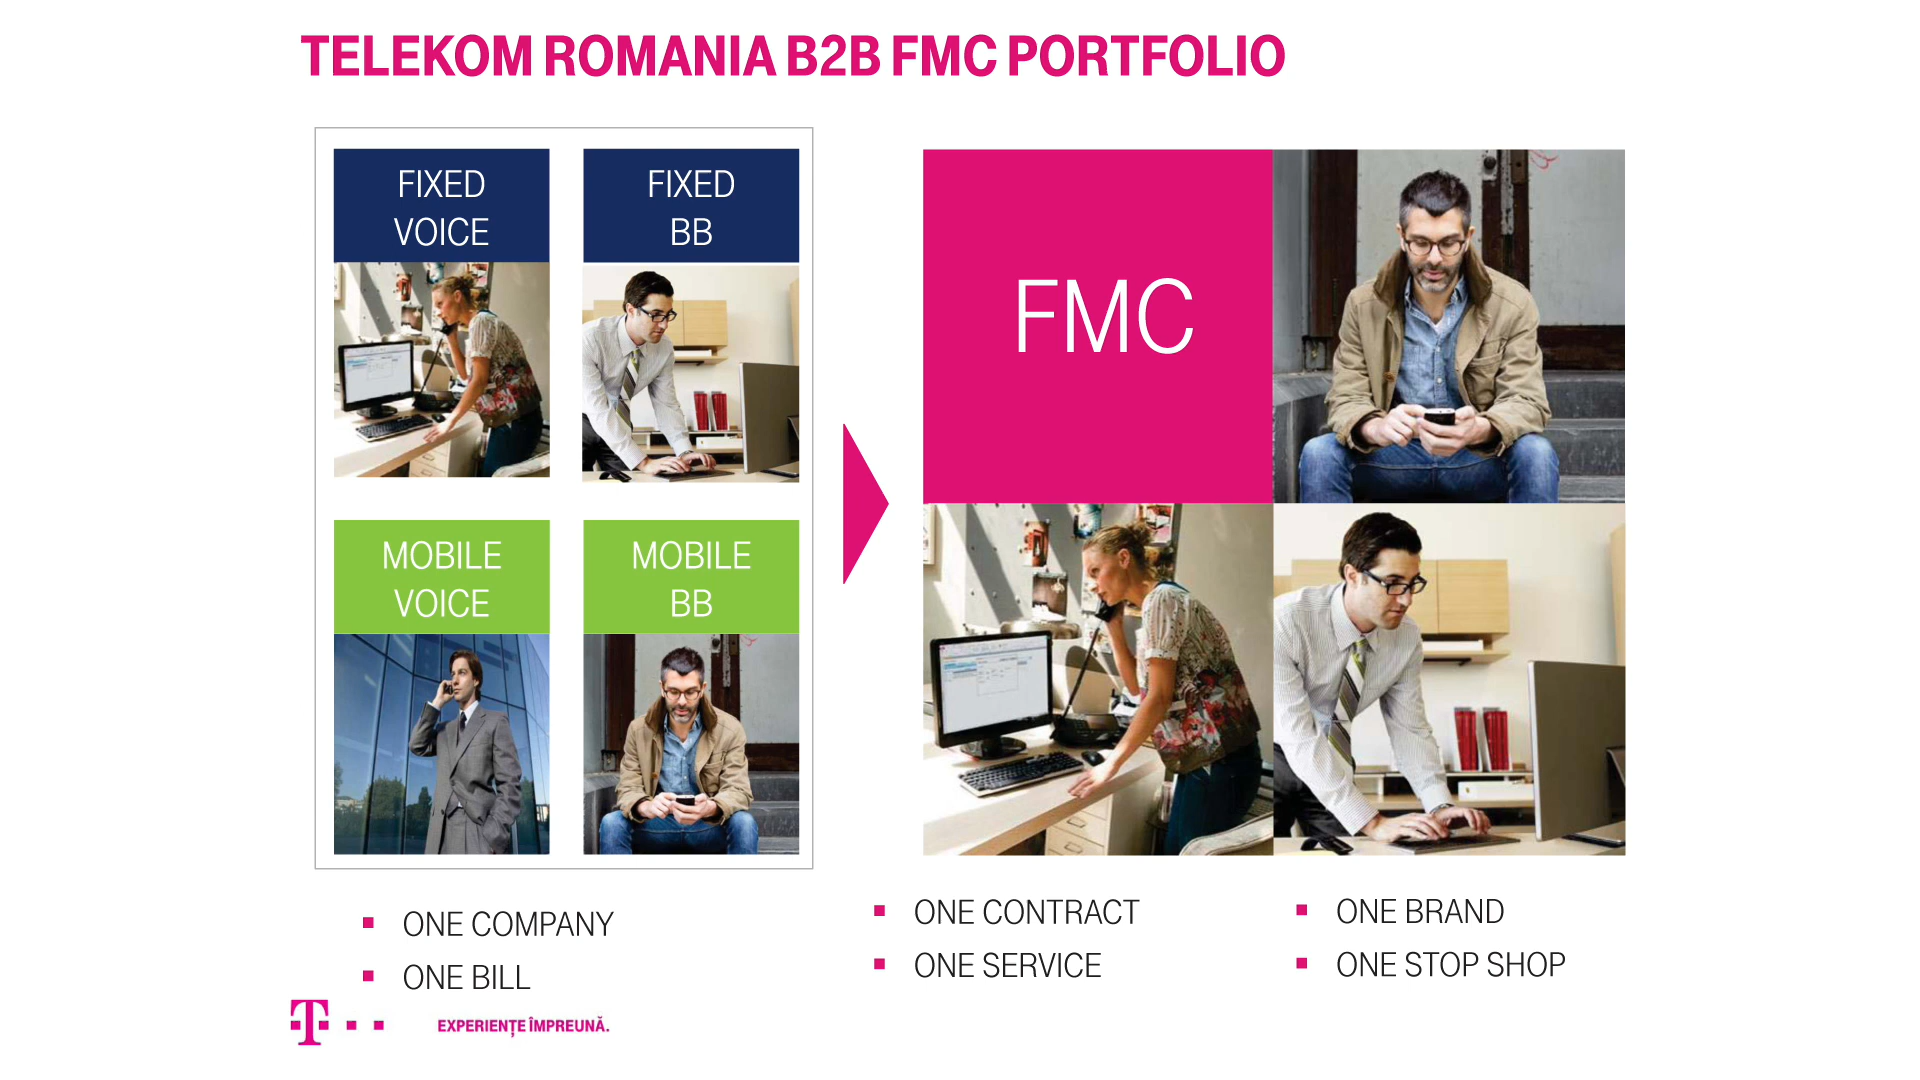 TELEKOM ROMANIA B2B FMC PORTFOLIO
FIXED
VOICE
FIXED
BB
MOBILE
VOICE
MOBILE
BB
FMC
▪ ONE COMPANY
▪ ONE BILL
▪ ONE CONTRACT
▪ ONE SERVICE
▪ ONE BRAND
▪ ONE STOP SHOP
T
EXPERIENȚE ÎMPREUNĂ.